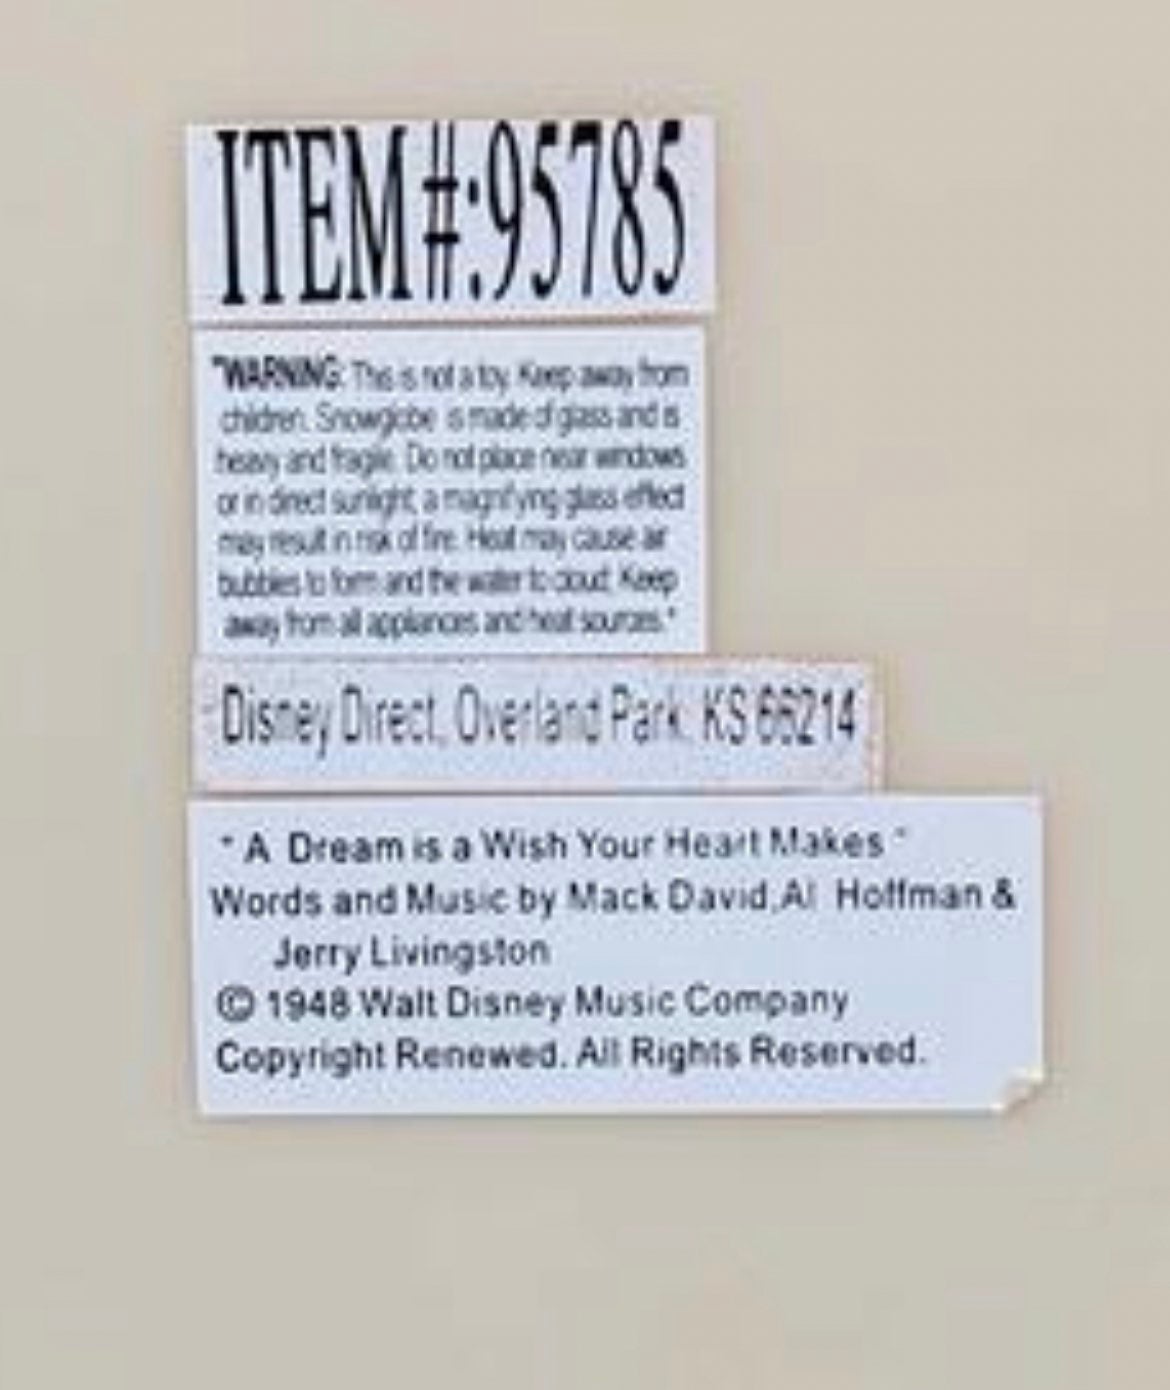 ITEM#:95785
"WARNING: This is not a toy. Keep away from
children. Snowglobe is made of glass and is
heavy and fragile. Do not place near windows
or in direct sunlight; a magnifying glass effect
may result in risk of fire. Heat may cause air
bubbles to form and the water to cloud. Keep
away from all appliances and heat sources."
Disney Direct, Overland Park, KS 66214
" A Dream is a Wish Your Heart Makes "
Words and Music by Mack David,Al Hoffman &
Jerry Livingston
© 1948 Walt Disney Music Company
Copyright Renewed. All Rights Reserved.